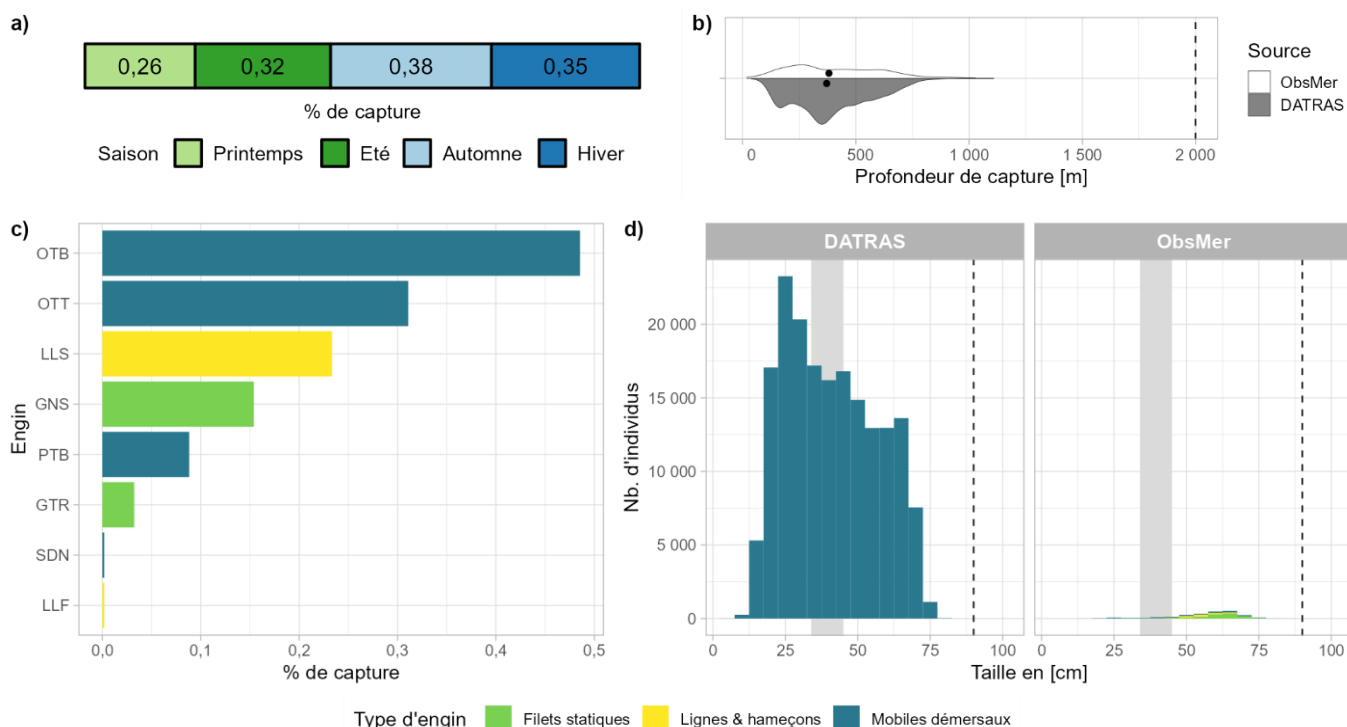 a)
0,26 0,32 0,38 0,35
% de capture
Saison Printemps Eté Automne Hiver
b)
0 500 1 000 1 500 2 000
Profondeur de capture [m]
Source
ObsMer
DATRAS
c)
Engin
OTB
OTT
LLS
GNS
PTB
GTR
SDN
LLF
0,0 0,1 0,2 0,3 0,4 0,5
% de capture
d)
DATRAS ObsMer
Nb. d'individus
20 000
15 000
10 000
5 000
0
0 25 50 75 100 0 25 50 75 100
Taille en [cm]
Type d'engin Filets statiques Lignes & hameçons Mobiles démersaux